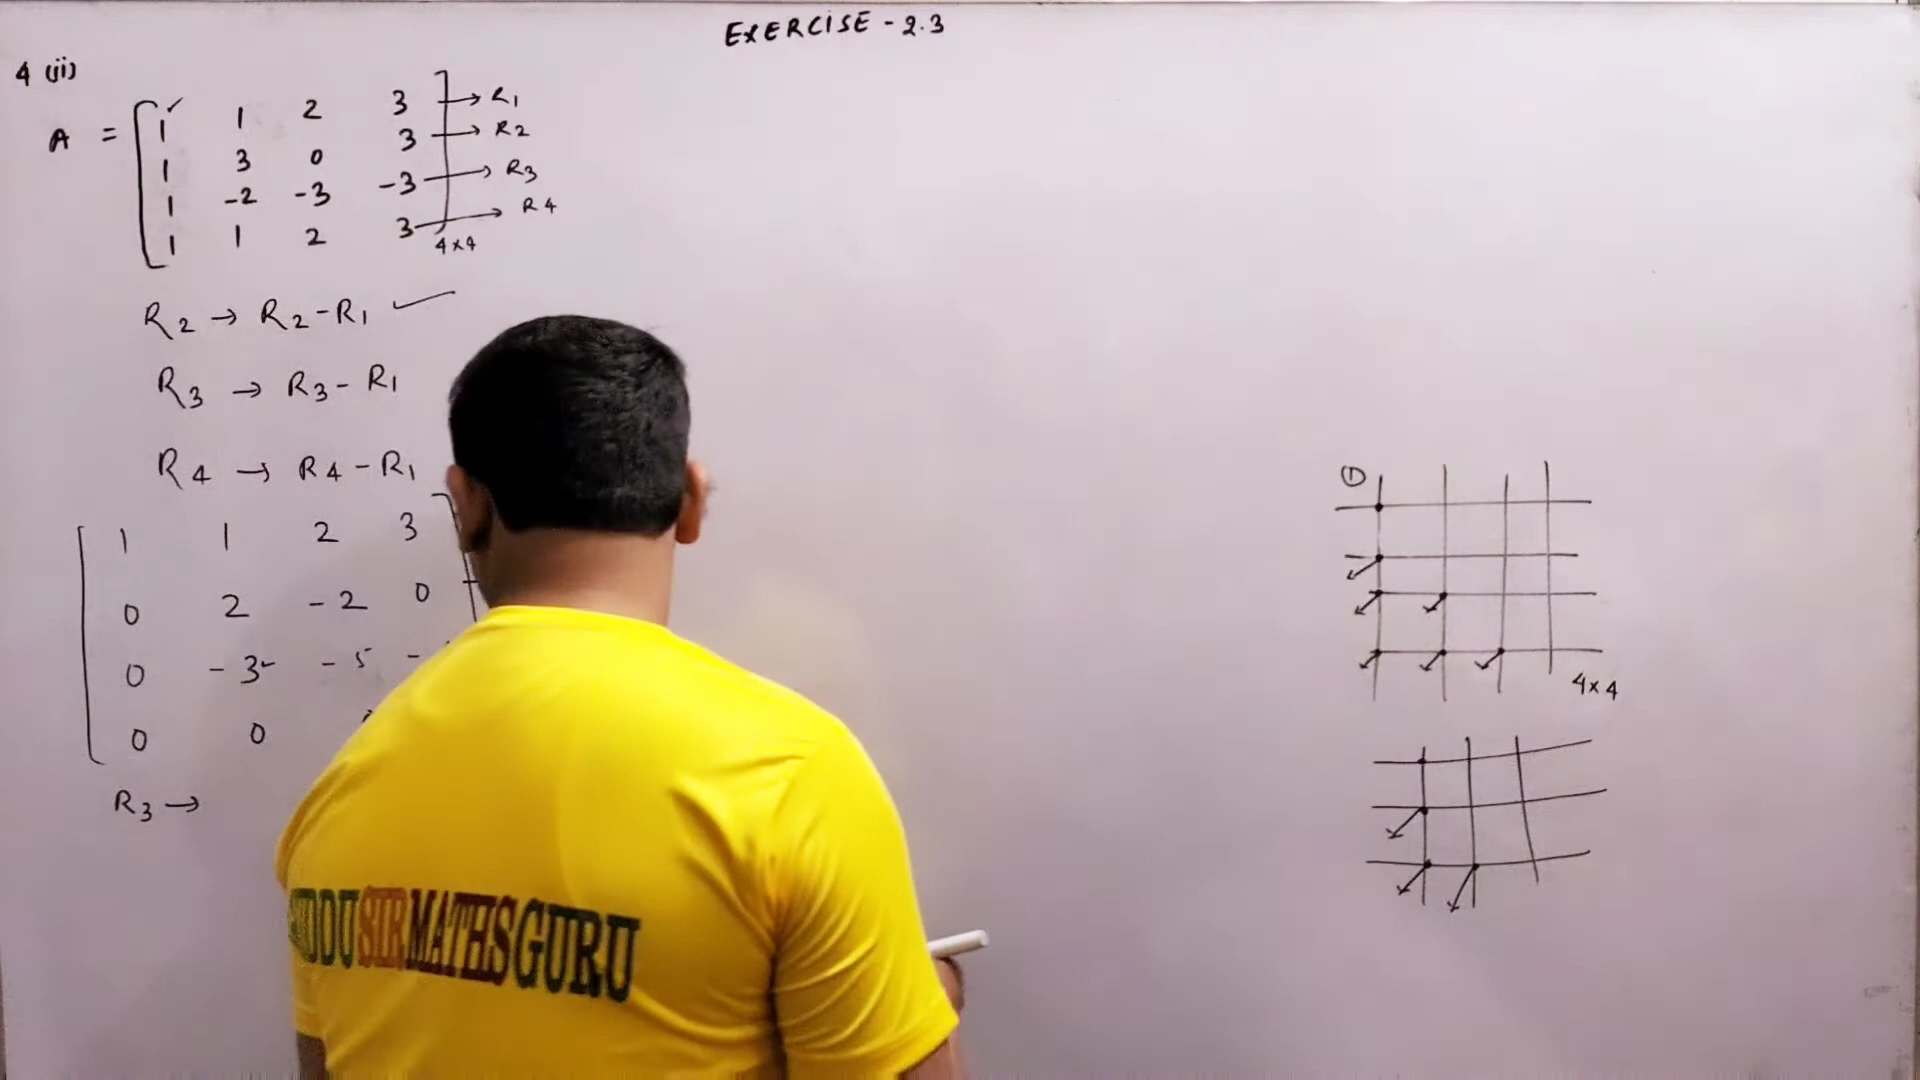 EXERCISE - 2.3
4 (ii)
A = [ 1 1 2 3 ] → R1
1 3 0 3 → R2
1 -2 -3 -3 → R3
1 1 2 3 → R4
4×4
R2 → R2 - R1 ✓
R3 → R3 - R1
R4 → R4 - R1
1 1 2 3
0 2 -2 0
0 -3 -5 -
0 0
R3 →
1
4×4
SIRMATHSGURU